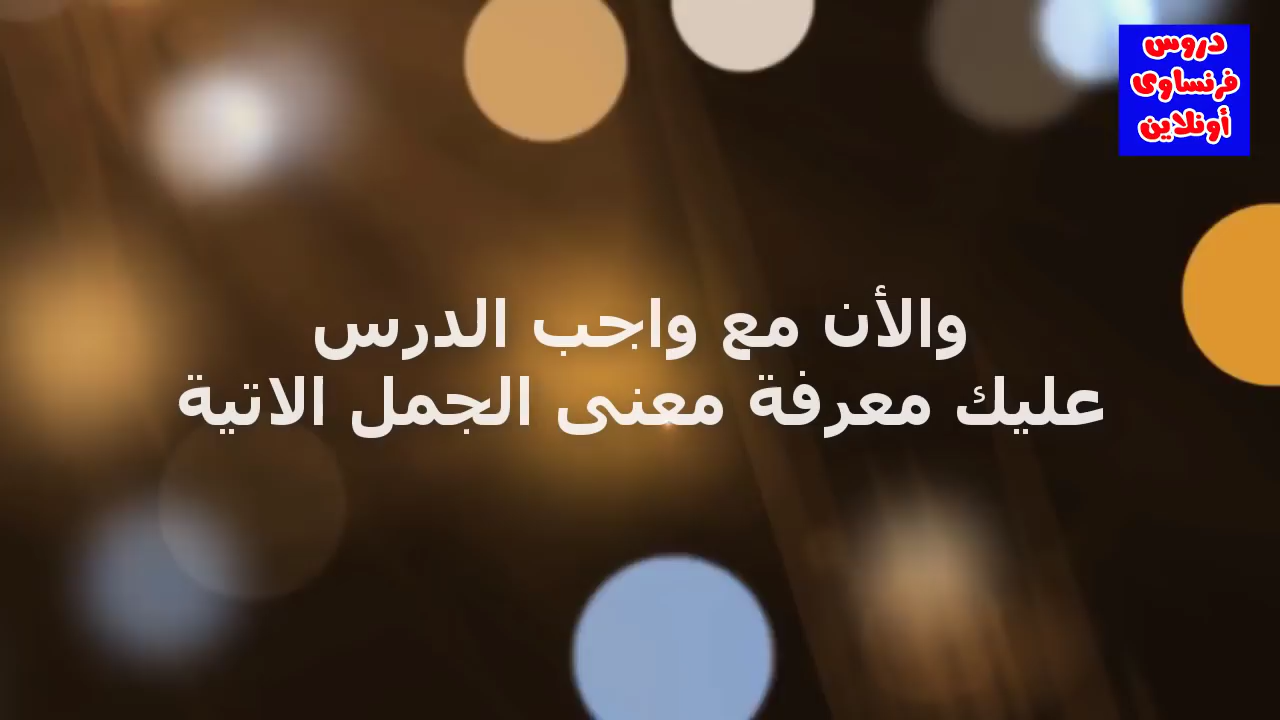 دروس
فرنساوى
أونلاين
والأن مع واجب الدرس
عليك معرفة معنى الجمل الاتية